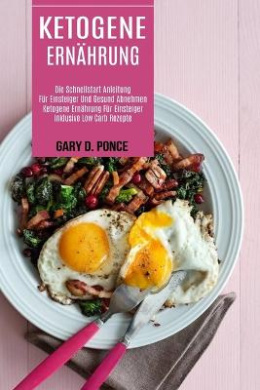 KETOGENE
ERNÄHRUNG
Die Schnellstart Anleitung
Für Einsteiger Und Gesund Abnehmen
Ketogene Ernährung Für Einsteiger
Inklusive Low Carb Rezepte
GARY D. PONCE